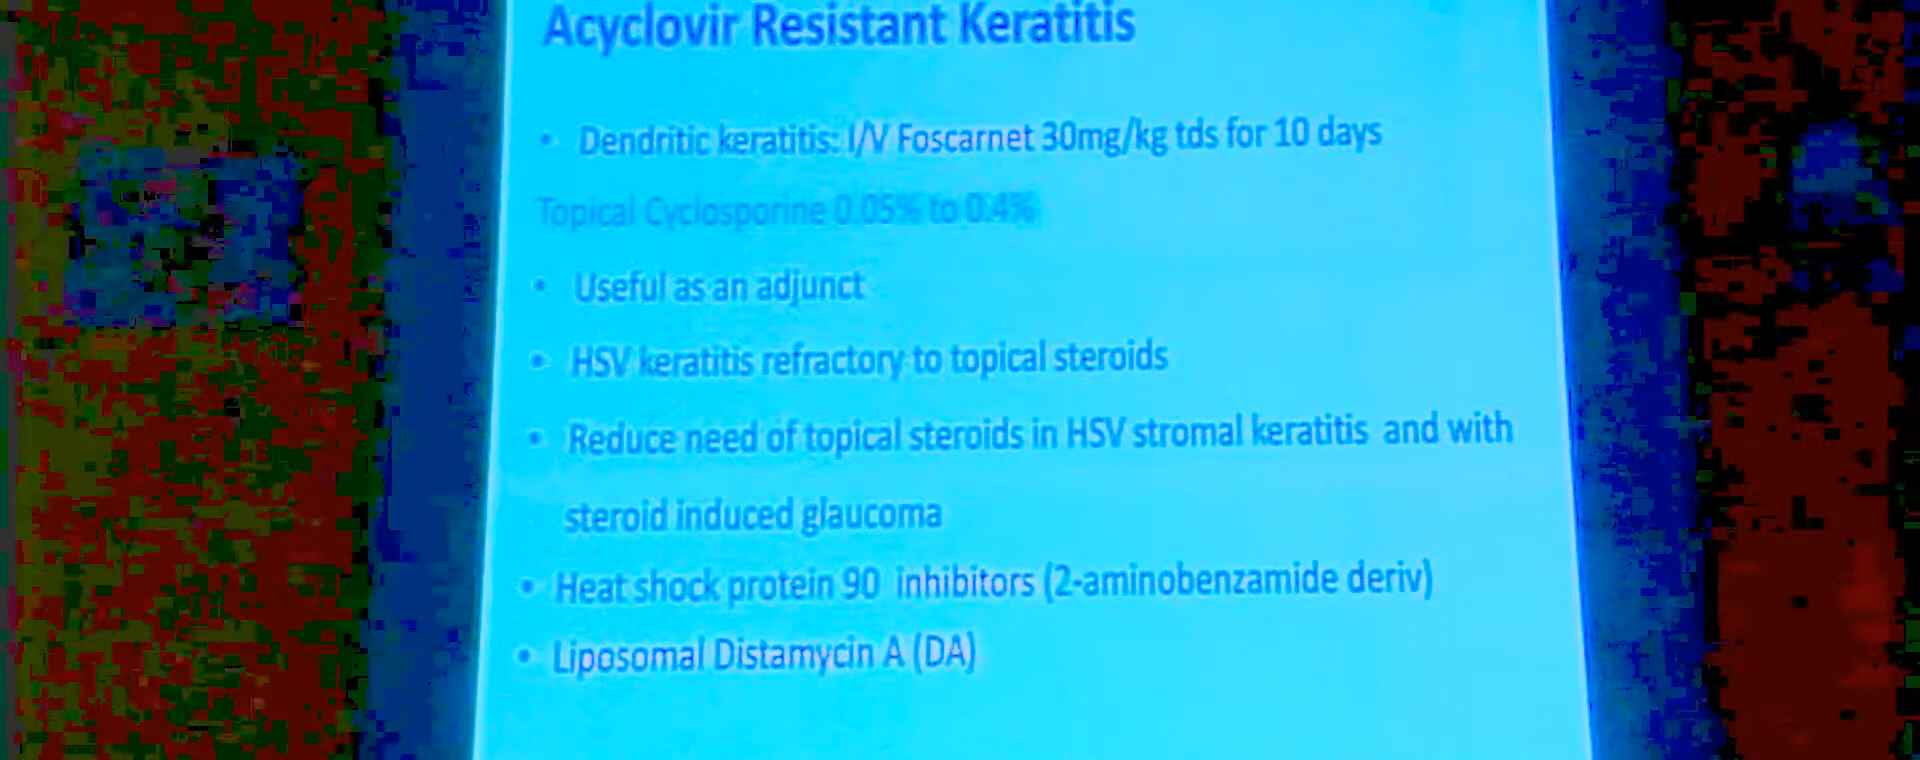 Acyclovir Resistant Keratitis
• Dendritic keratitis: I/V Foscarnet 30mg/kg tds for 10 days
Topical Cyclosporine 0.05% to 0.4%
• Useful as an adjunct
• HSV keratitis refractory to topical steroids
• Reduce need of topical steroids in HSV stromal keratitis and with
steroid induced glaucoma
• Heat shock protein 90 inhibitors (2-aminobenzamide deriv)
• Liposomal Distamycin A (DA)